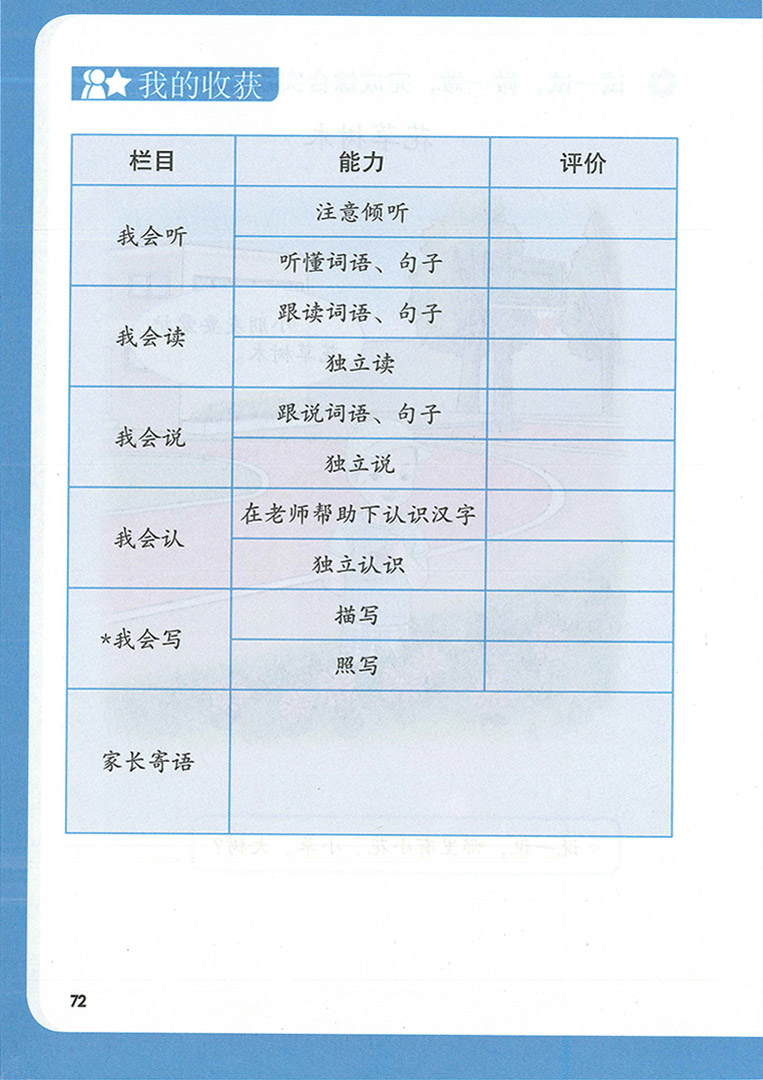 我的收获
栏目 能力 评价
我会听
注意倾听
听懂词语、句子
我会读
跟读词语、句子
独立读
我会说
跟说词语、句子
独立说
我会认
在老师帮助下认识汉字
独立认识
*我会写
描写
照写
家长寄语
72